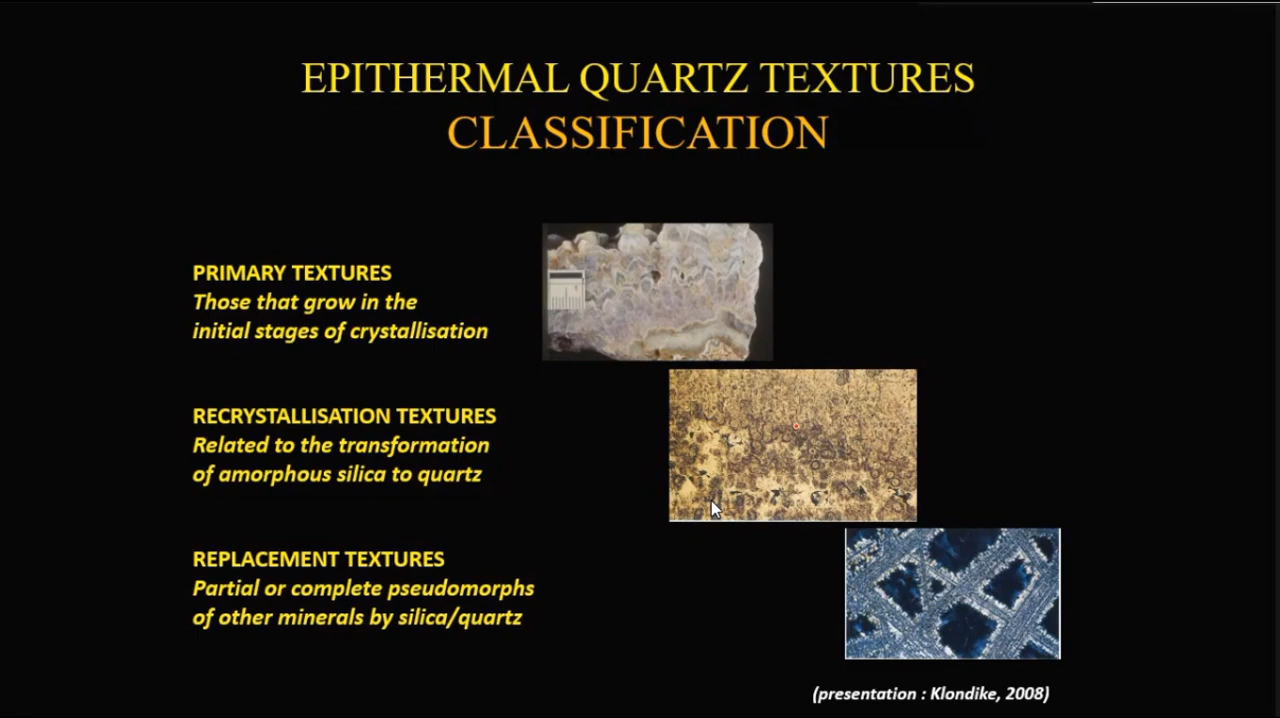 EPITHERMAL QUARTZ TEXTURES
CLASSIFICATION
PRIMARY TEXTURES
Those that grow in the
initial stages of crystallisation
RECRYSTALLISATION TEXTURES
Related to the transformation
of amorphous silica to quartz
REPLACEMENT TEXTURES
Partial or complete pseudomorphs
of other minerals by silica/quartz
(presentation : Klondike, 2008)